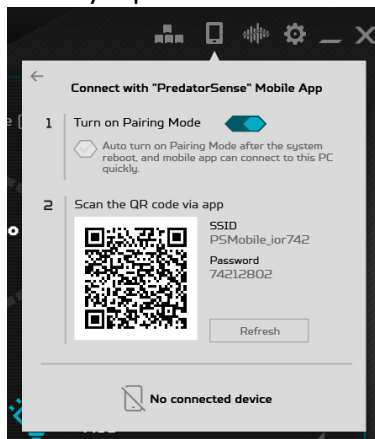 Connect with "PredatorSense" Mobile App
1 Turn on Pairing Mode
Auto turn on Pairing Mode after the system
reboot, and mobile app can connect to this PC
quickly.
2 Scan the QR code via app
SSID
PSMobile_ior742
Password
74212802
Refresh
No connected device